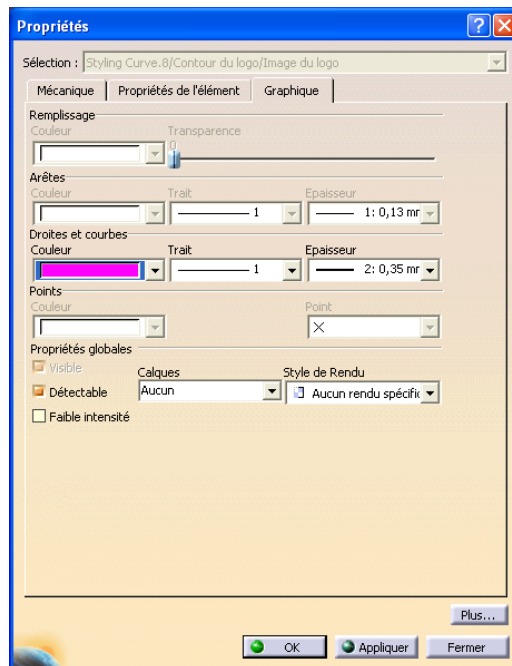 Propriétés
Sélection : Styling Curve.8/Contour du logo/Image du logo
Mécanique Propriétés de l'élément Graphique
Remplissage
Couleur Transparence
0
Arêtes
Couleur Trait Epaisseur
1 1: 0,13 mr
Droites et courbes
Couleur Trait Epaisseur
1 2: 0,35 mr
Points
Couleur Point
Propriétés globales
Visible
Calques Style de Rendu
Détectable Aucun Aucun rendu spécific
Faible intensité
Plus...
OK Appliquer Fermer